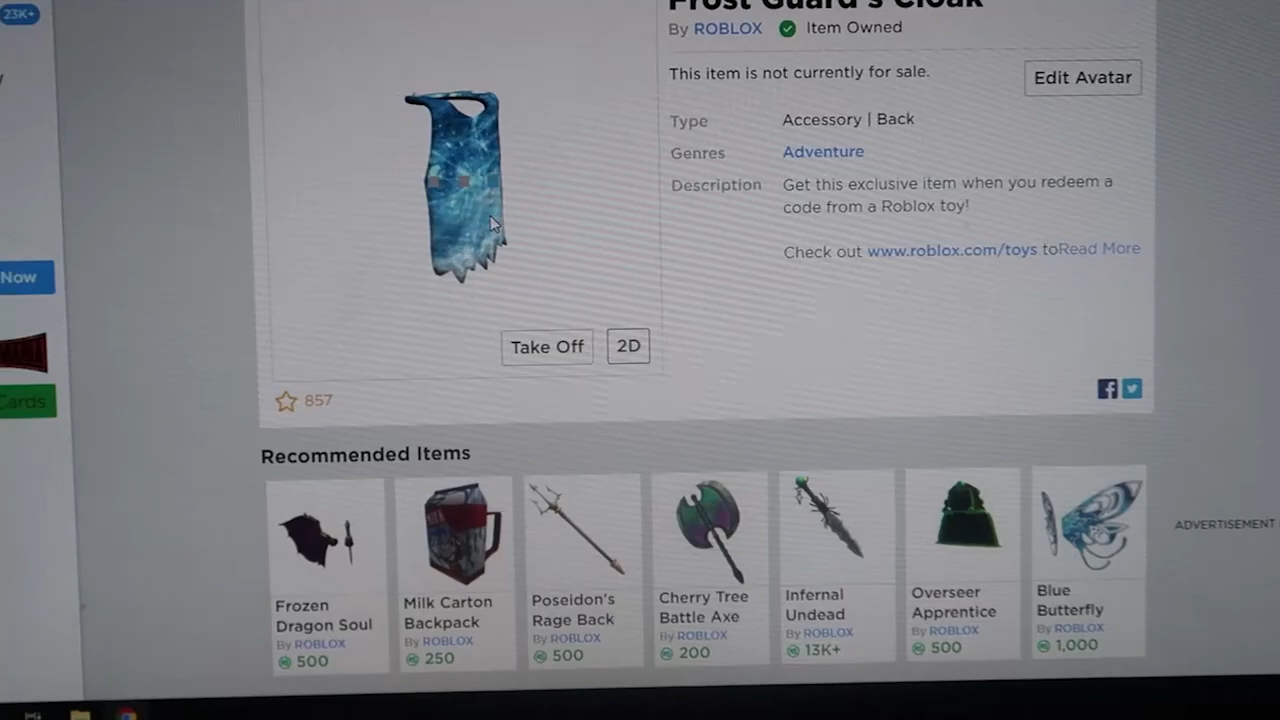 23K+
Frost Guard's Cloak
By ROBLOX Item Owned
This item is not currently for sale.
Edit Avatar
Type Accessory | Back
Genres Adventure
Description Get this exclusive item when you redeem a
code from a Roblox toy!
Check out www.roblox.com/toys toRead More
Now
Take Off
2D
Cards
857
Recommended Items
ADVERTISEMENT
Frozen
Dragon Soul
By ROBLOX
500
Milk Carton
Backpack
By ROBLOX
250
Poseidon's
Rage Back
By ROBLOX
500
Cherry Tree
Battle Axe
By ROBLOX
200
Infernal
Undead
By ROBLOX
13K+
Overseer
Apprentice
By ROBLOX
500
Blue
Butterfly
By ROBLOX
1,000